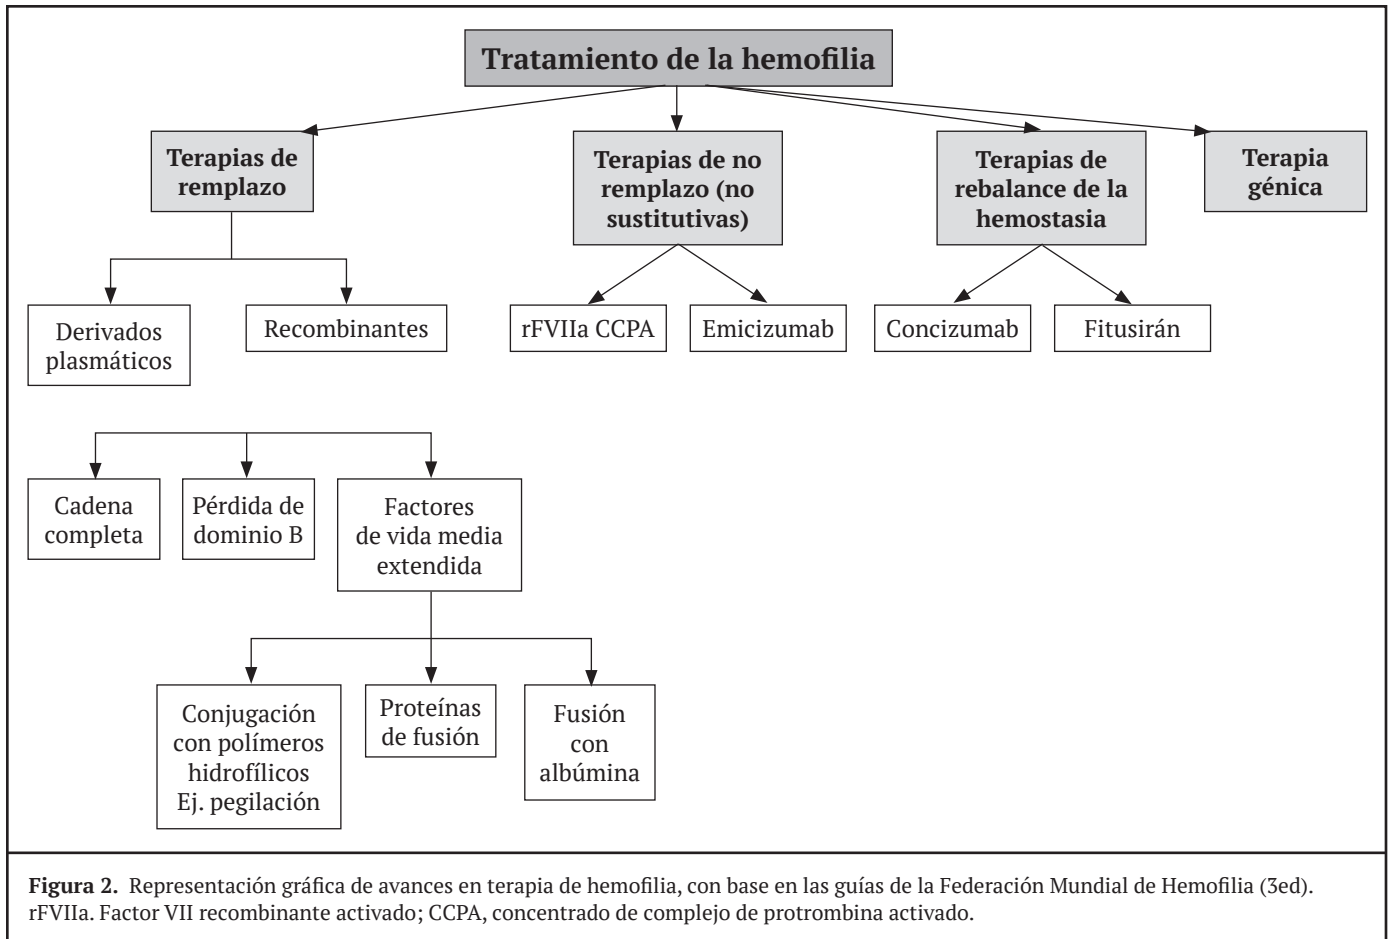 Tratamiento de la hemofilia
Terapias de
remplazo
Terapias de no
remplazo (no
sustitutivas)
Terapias de
rebalance de la
hemostasia
Terapia
génica
Derivados
plasmáticos
Recombinantes
rFVIIa CCPA
Emicizumab
Concizumab
Fitusirán
Cadena
completa
Pérdida de
dominio B
Factores
de vida media
extendida
Conjugación
con polímeros
hidrofílicos
Ej. pegilación
Proteínas
de fusión
Fusión
con
albúmina
Figura 2. Representación gráfica de avances en terapia de hemofilia, con base en las guías de la Federación Mundial de Hemofilia (3ed).
rFVIIa. Factor VII recombinante activado; CCPA, concentrado de complejo de protrombina activado.